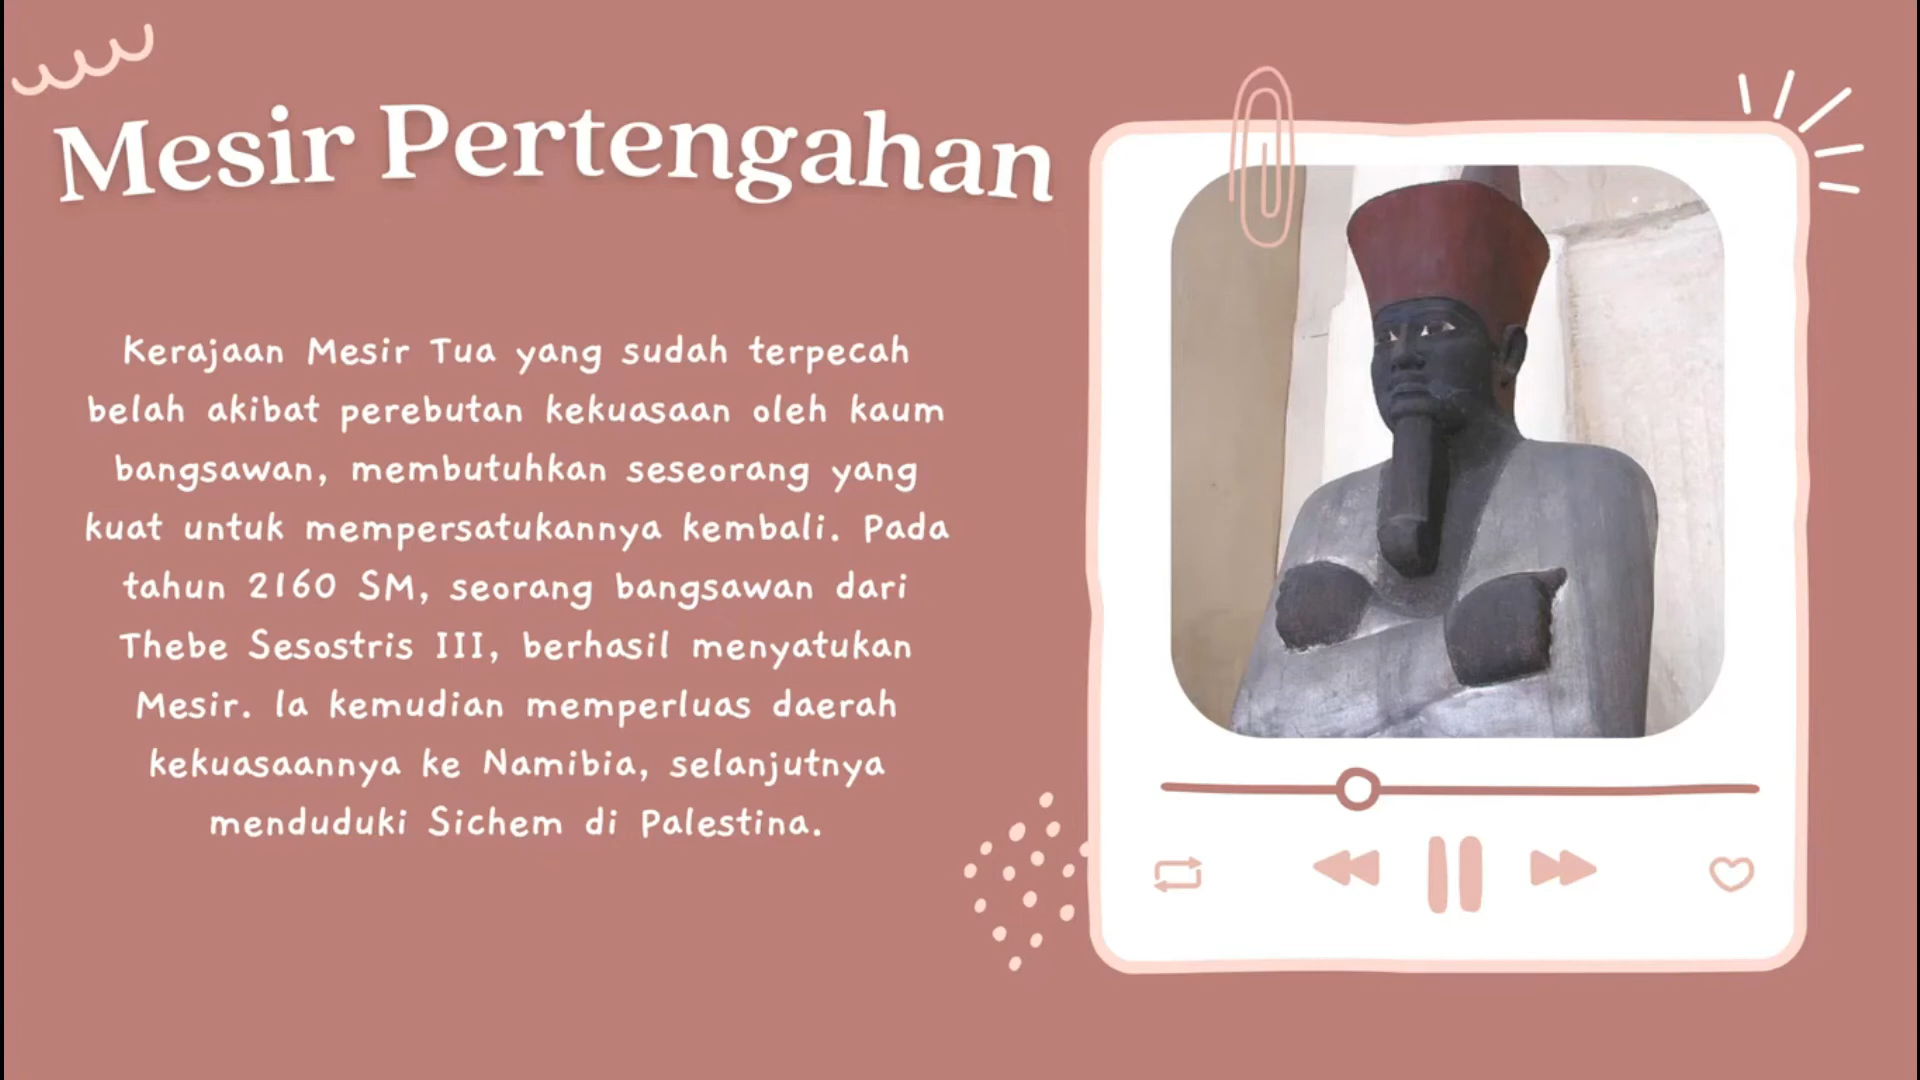 Mesir Pertengahan
Kerajaan Mesir Tua yang sudah terpecah
belah akibat perebutan kekuasaan oleh kaum
bangsawan, membutuhkan seseorang yang
kuat untuk mempersatukannya kembali. Pada
tahun 2160 SM, seorang bangsawan dari
Thebe Sesostris III, berhasil menyatukan
Mesir. la kemudian memperluas daerah
kekuasaannya ke Namibia, selanjutnya
menduduki Sichem di Palestina.